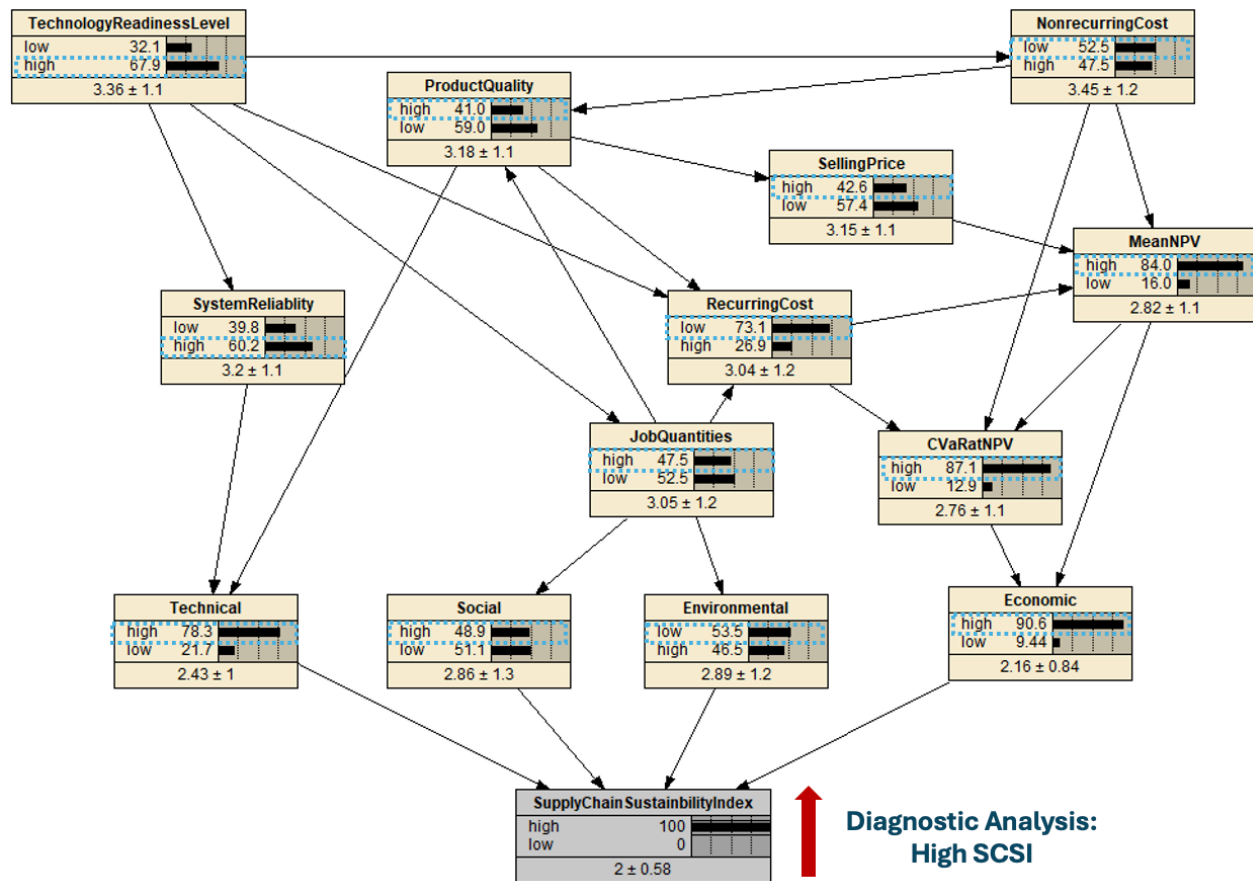 TechnologyReadinessLevel
low 32.1
high 67.9
3.36 ± 1.1
NonrecurringCost
low 52.5
high 47.5
3.45 ± 1.2
ProductQuality
high 41.0
low 59.0
3.18 ± 1.1
SellingPrice
high 42.6
low 57.4
3.15 ± 1.1
MeanNPV
high 84.0
low 16.0
2.82 ± 1.1
SystemReliablity
low 39.8
high 60.2
3.2 ± 1.1
RecurringCost
low 73.1
high 26.9
3.04 ± 1.2
JobQuantities
high 47.5
low 52.5
3.05 ± 1.2
CVaRatNPV
high 87.1
low 12.9
2.76 ± 1.1
Technical
high 78.3
low 21.7
2.43 ± 1
Social
high 48.9
low 51.1
2.86 ± 1.3
Environmental
low 53.5
high 46.5
2.89 ± 1.2
Economic
high 90.6
low 9.44
2.16 ± 0.84
SupplyChainSustainbilityIndex
high 100
low 0
2 ± 0.58
Diagnostic Analysis:
High SCSI